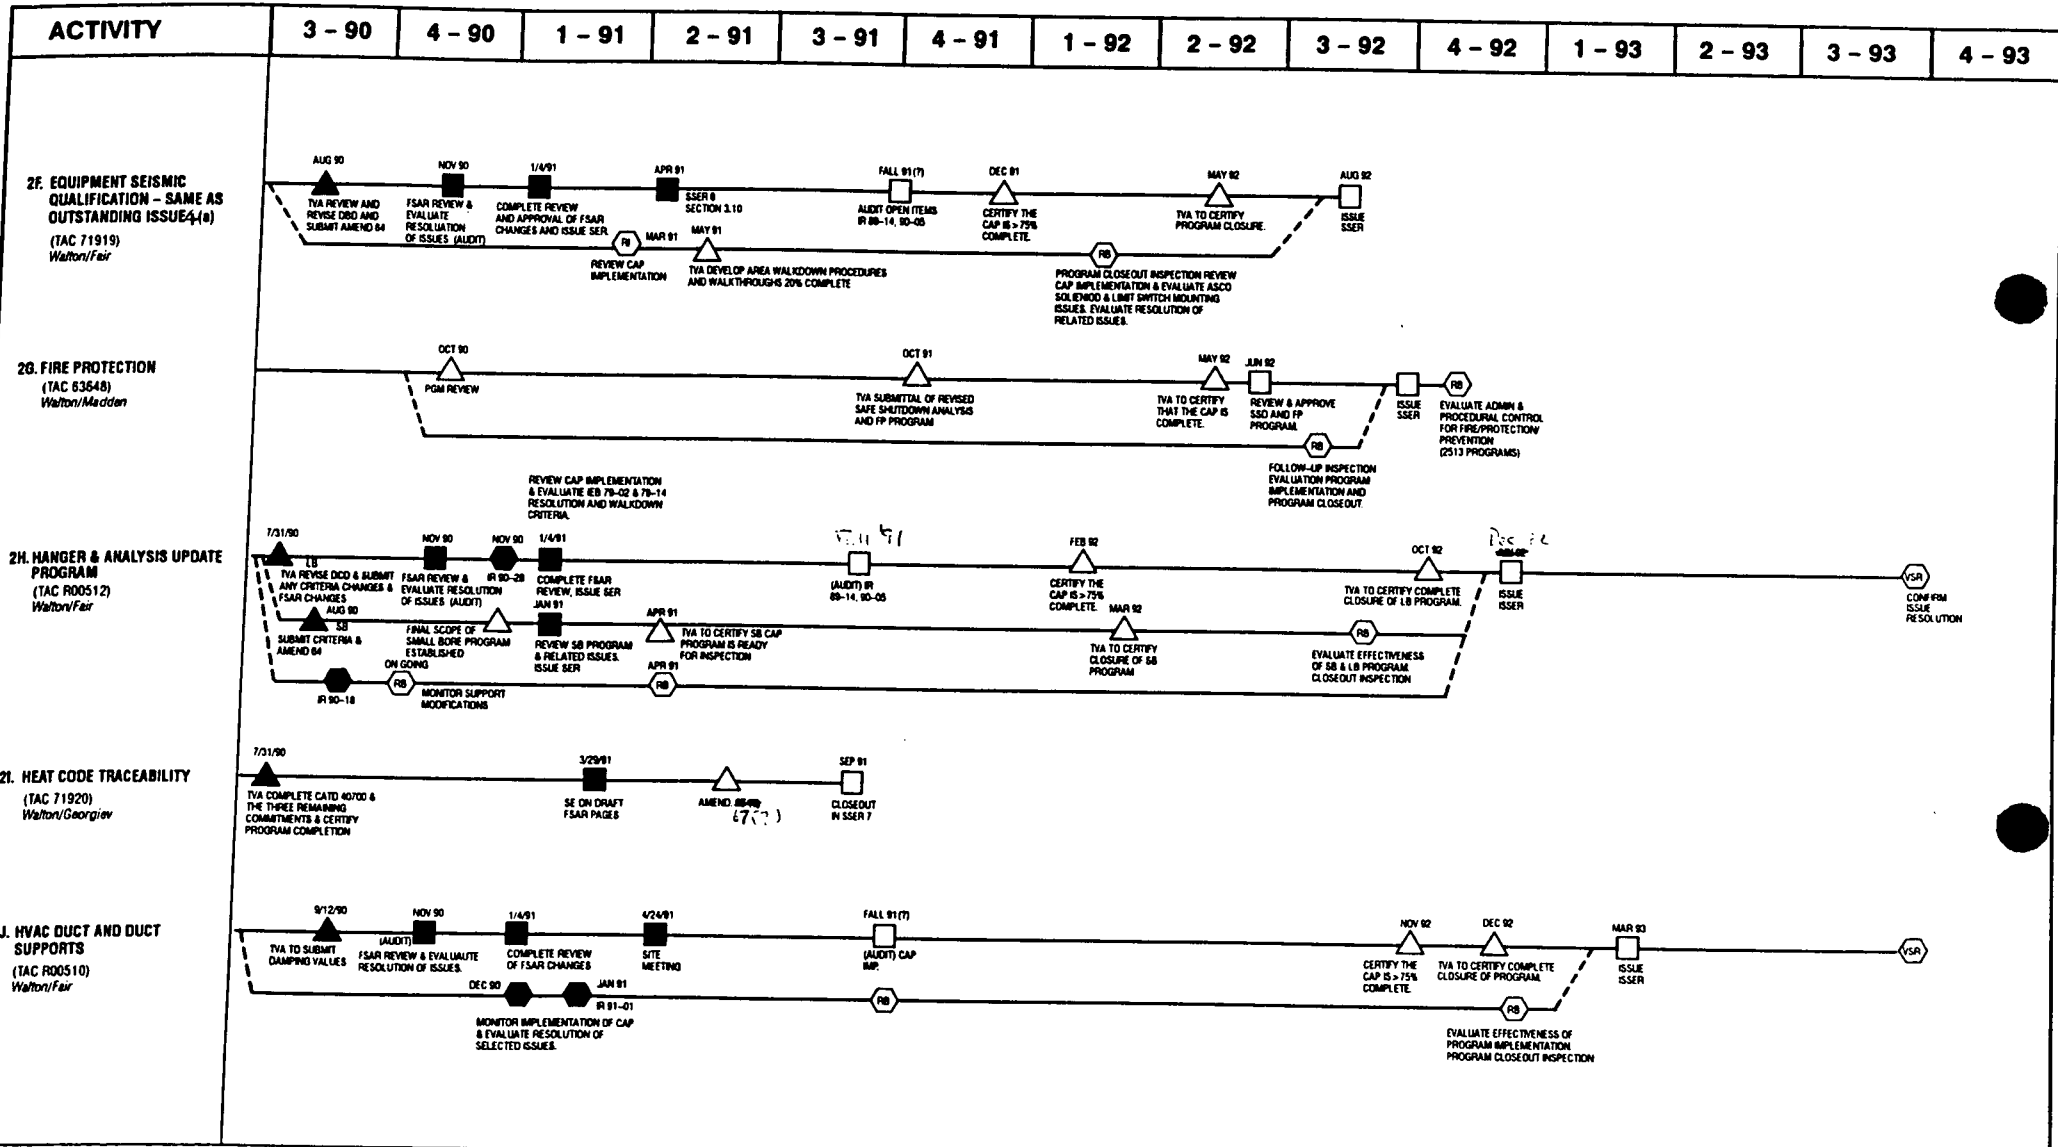 ACTIVITY
3 – 90
4 – 90
1 – 91
2 – 91
3 – 91
4 – 91
1 – 92
2 – 92
3 – 92
4 – 92
1 – 93
2 – 93
3 – 93
4 – 93
2F. EQUIPMENT SEISMIC
QUALIFICATION – SAME AS
OUTSTANDING ISSUE 4(a)
(TAC 71919)
Walton/Fair
AUG 90
TVA REVIEW AND
REVISE DBD AND
SUBMIT AMEND 64
NOV 90
FSAR REVIEW &
EVALUATE
RESOLUATION
OF ISSUES (AUDIT)
1/4/91
COMPLETE REVIEW
AND APPROVAL OF FSAR
CHANGES AND ISSUE SER
APR 91
SSER 6
SECTION 3.10
FALL 91 (?)
AUDIT OPEN ITEMS
IR 89–14, 90–05
DEC 91
CERTIFY THE
CAP IS > 75%
COMPLETE.
MAY 92
TVA TO CERTIFY
PROGRAM CLOSURE.
AUG 92
ISSUE
SSER
RI
MAR 91
REVIEW CAP
IMPLEMENTATION
MAY 91
TVA DEVELOP AREA WALKDOWN PROCEDURES
AND WALKTHROUGHS 20% COMPLETE
RB
PROGRAM CLOSEOUT INSPECTION REVIEW
CAP IMPLEMENTATION & EVALUATE ASCO
SOLIENIOD & LIMIT SWITCH MOUNTING
ISSUES. EVALUATE RESOLUTION OF
RELATED ISSUES.
2G. FIRE PROTECTION
(TAC 63648)
Walton/Madden
OCT 90
PGM REVIEW
OCT 91
TVA SUBMITTAL OF REVISED
SAFE SHUTDOWN ANALYSIS
AND FP PROGRAM
MAY 92
TVA TO CERTIFY
THAT THE CAP IS
COMPLETE.
JUN 92
REVIEW & APPROVE
SSD AND FP
PROGRAM.
ISSUE
SSER
RB
EVALUATE ADMIN &
PROCEDURAL CONTROL
FOR FIRE/PROTECTION/
PREVENTION
(2513 PROGRAMS)
RB
FOLLOW–UP INSPECTION
EVALUATION PROGRAM
IMPLEMENTATION AND
PROGRAM CLOSEOUT.
REVIEW CAP IMPLEMENTATION
& EVALUATIE IEB 79–02 & 79–14
RESOLUTION AND WALKDOWN
CRITERIA.
2H. HANGER & ANALYSIS UPDATE
PROGRAM
(TAC R00512)
Walton/Fair
7/31/90
LB
TVA REVISE DCD & SUBMIT
ANY CRITERIA CHANGES &
FSAR CHANGES
NOV 90
FSAR REVIEW &
EVALUATE RESOLUTION
OF ISSUES (AUDIT)
NOV 90
IR 90–28
1/4/91
COMPLETE FSAR
REVIEW, ISSUE SER
91
(AUDIT) IR
89–14, 90–05
FEB 92
CERTIFY THE
CAP IS > 75%
COMPLETE.
OCT 92
TVA TO CERTIFY COMPLETE
CLOSURE OF LB PROGRAM.
Dec 92
ISSUE
ISSER
VSR
CONFIRM
ISSUE
RESOLUTION
AUG 90
SB
SUBMIT CRITERIA &
AMEND 64
FINAL SCOPE OF
SMALL BORE PROGRAM
ESTABLISHED
JAN 91
REVIEW SB PROGRAM
& RELATED ISSUES.
ISSUE SER
APR 91
TVA TO CERTIFY SB CAP
PROGRAM IS READY
FOR INSPECTION
MAR 92
TVA TO CERTIFY
CLOSURE OF SB
PROGRAM
RB
EVALUATE EFFECTIVENESS
OF SB & LB PROGRAM.
CLOSEOUT INSPECTION
IR 90–18
ON GOING
RB
MONITOR SUPPORT
MODIFICATIONS
APR 91
RB
2I. HEAT CODE TRACEABILITY
(TAC 71920)
Walton/Georgiev
7/31/90
TVA COMPLETE CATD 40700 &
THE THREE REMAINING
COMMITMENTS & CERTIFY
PROGRAM COMPLETION
3/29/91
SE ON DRAFT
FSAR PAGES
AMEND.
67(?)
SEP 91
CLOSEOUT
IN SSER 7
J. HVAC DUCT AND DUCT
SUPPORTS
(TAC R00510)
Walton/Fair
9/12/90
TVA TO SUBMIT
DAMPING VALUES
NOV 90
(AUDIT)
FSAR REVIEW & EVALUAUTE
RESOLUTION OF ISSUES.
1/4/91
COMPLETE REVIEW
OF FSAR CHANGES
4/24/91
SITE
MEETING
FALL 91 (?)
(AUDIT) CAP
IMP.
NOV 92
CERTIFY THE
CAP IS > 75%
COMPLETE.
DEC 92
TVA TO CERTIFY COMPLETE
CLOSURE OF PROGRAM.
MAR 93
ISSUE
ISSER
VSR
DEC 90
JAN 91
IR 91–01
MONITOR IMPLEMENTATION OF CAP
& EVALUATE RESOLUTION OF
SELECTED ISSUES.
RB
RB
EVALUATE EFFECTIVENESS OF
PROGRAM IMPLEMENTATION.
PROGRAM CLOSEOUT INSPECTION